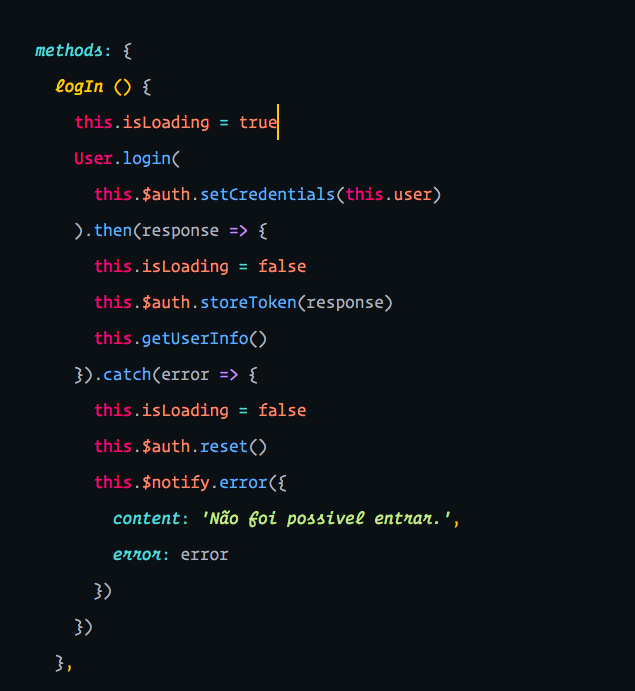 methods: {
logIn () {
this.isLoading = true
User.login(
this.$auth.setCredentials(this.user)
).then(response => {
this.isLoading = false
this.$auth.storeToken(response)
this.getUserInfo()
}).catch(error => {
this.isLoading = false
this.$auth.reset()
this.$notify.error({
content: 'Não foi possivel entrar.',
error: error
})
})
},